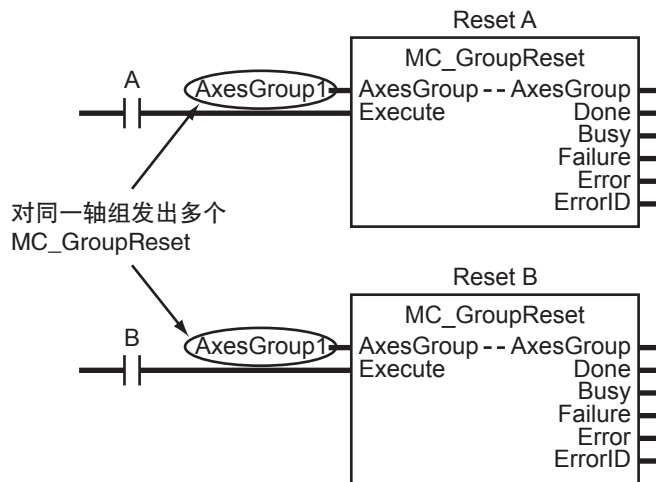 Reset A
MC_GroupReset
A
AxesGroup1
AxesGroup -- AxesGroup
Execute
Done
Busy
Failure
Error
ErrorID
对同一轴组发出多个
MC_GroupReset
Reset B
MC_GroupReset
B
AxesGroup1
AxesGroup -- AxesGroup
Execute
Done
Busy
Failure
Error
ErrorID